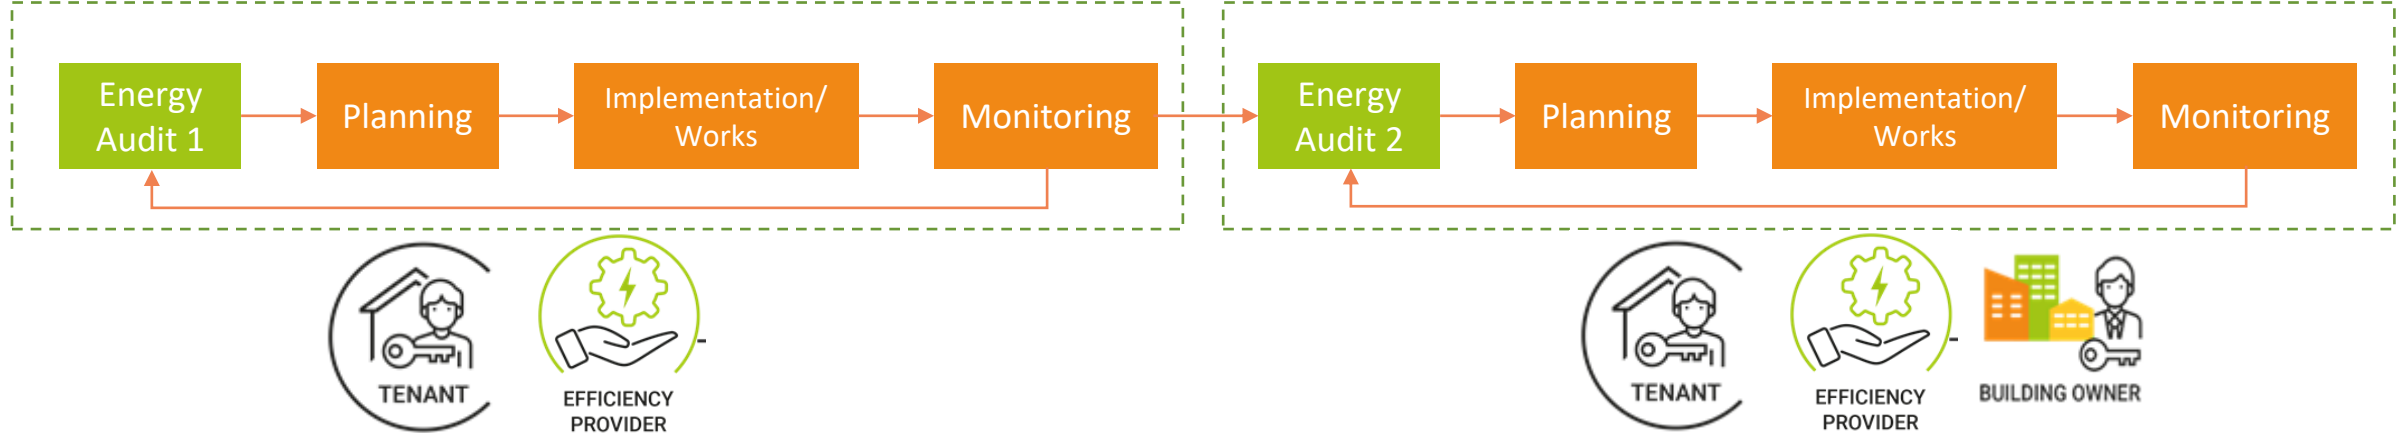 Energy
Audit 1
Planning
Implementation/
Works
Monitoring
Energy
Audit 2
Planning
Implementation/
Works
Monitoring
TENANT
EFFICIENCY
PROVIDER
TENANT
EFFICIENCY
PROVIDER
BUILDING OWNER